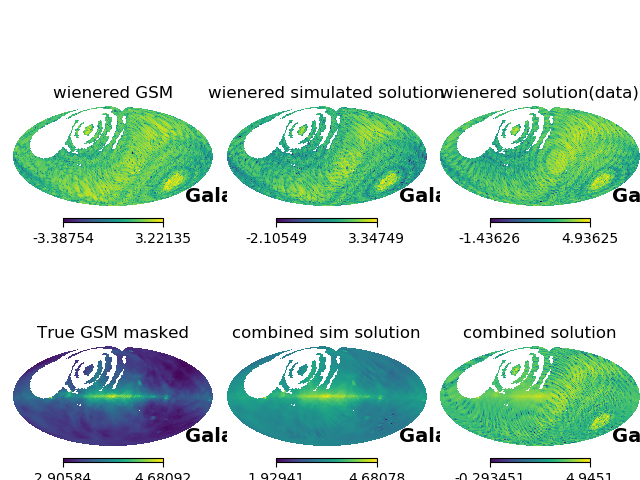 wienered GSM
wienered simulated solution
wienered solution(data)
Gala
Gala
Ga
-3.38754 3.22135
-2.10549 3.34749
-1.43626 4.93625
True GSM masked
combined sim solution
combined solution
Gala
Gala
Ga
2.90584 4.68092
1.92941 4.68078
-0.293451 4.9451